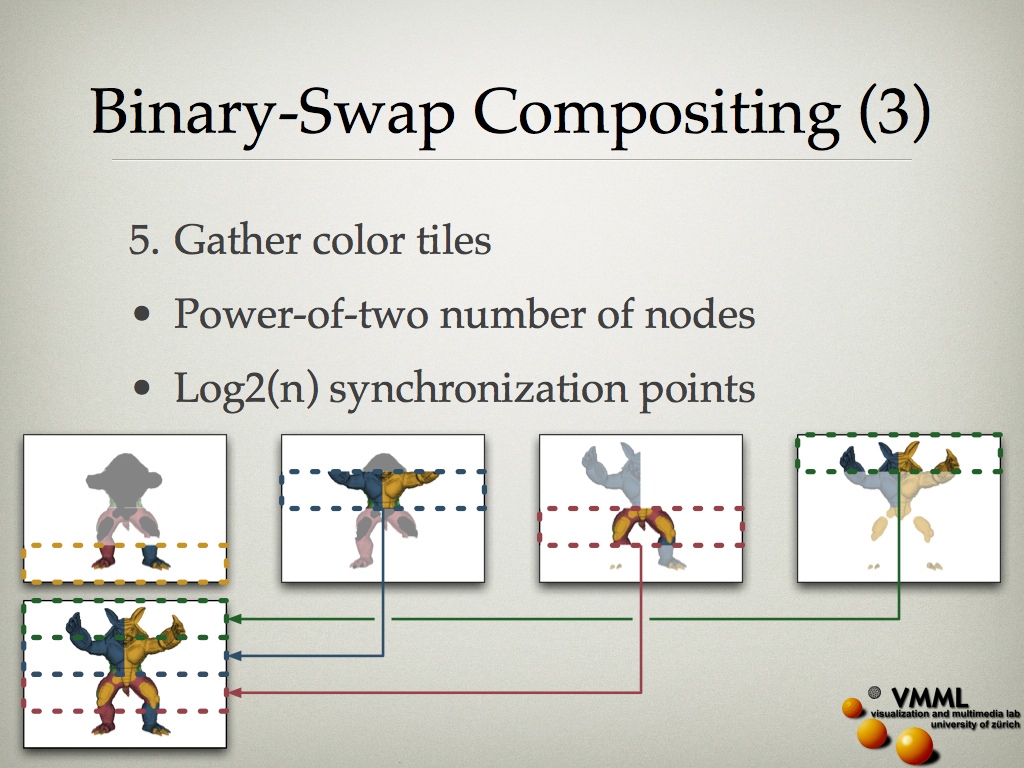 Binary-Swap Compositing (3)
5. Gather color tiles
• Power-of-two number of nodes
• Log2(n) synchronization points
VMML
visualization and multimedia lab
university of zürich